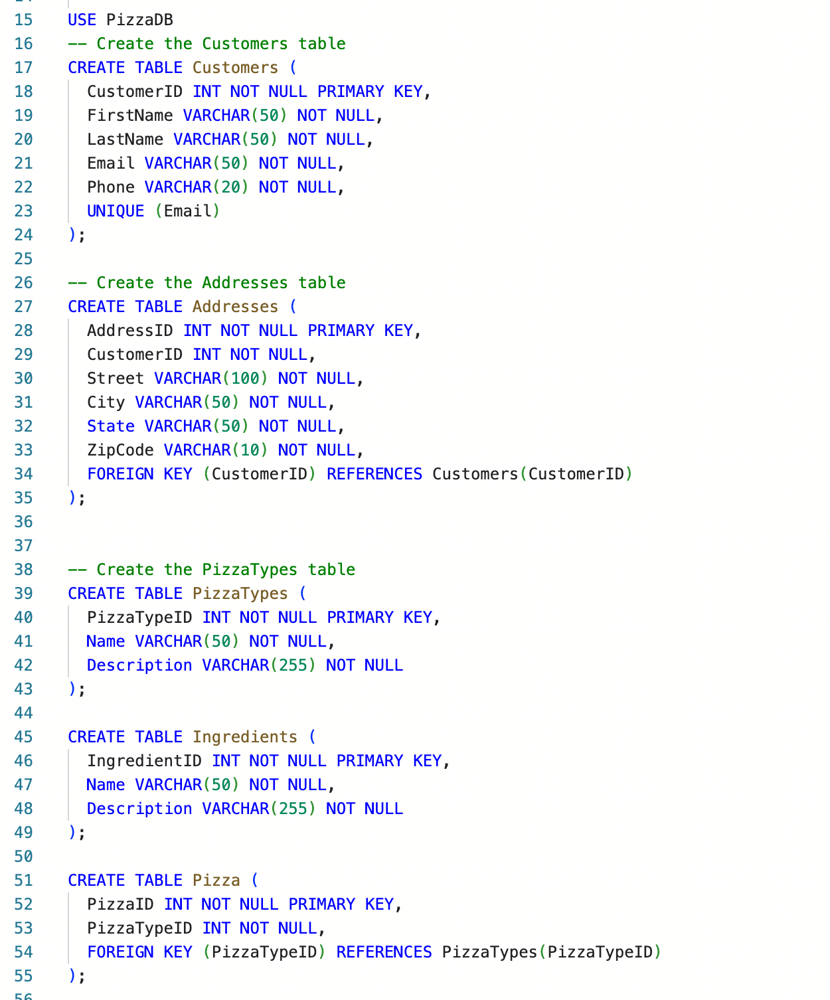 15 USE PizzaDB
16 -- Create the Customers table
17 CREATE TABLE Customers (
18 CustomerID INT NOT NULL PRIMARY KEY,
19 FirstName VARCHAR(50) NOT NULL,
20 LastName VARCHAR(50) NOT NULL,
21 Email VARCHAR(50) NOT NULL,
22 Phone VARCHAR(20) NOT NULL,
23 UNIQUE (Email)
24 );
25
26 -- Create the Addresses table
27 CREATE TABLE Addresses (
28 AddressID INT NOT NULL PRIMARY KEY,
29 CustomerID INT NOT NULL,
30 Street VARCHAR(100) NOT NULL,
31 City VARCHAR(50) NOT NULL,
32 State VARCHAR(50) NOT NULL,
33 ZipCode VARCHAR(10) NOT NULL,
34 FOREIGN KEY (CustomerID) REFERENCES Customers(CustomerID)
35 );
36
37
38 -- Create the PizzaTypes table
39 CREATE TABLE PizzaTypes (
40 PizzaTypeID INT NOT NULL PRIMARY KEY,
41 Name VARCHAR(50) NOT NULL,
42 Description VARCHAR(255) NOT NULL
43 );
44
45 CREATE TABLE Ingredients (
46 IngredientID INT NOT NULL PRIMARY KEY,
47 Name VARCHAR(50) NOT NULL,
48 Description VARCHAR(255) NOT NULL
49 );
50
51 CREATE TABLE Pizza (
52 PizzaID INT NOT NULL PRIMARY KEY,
53 PizzaTypeID INT NOT NULL,
54 FOREIGN KEY (PizzaTypeID) REFERENCES PizzaTypes(PizzaTypeID)
55 );
56